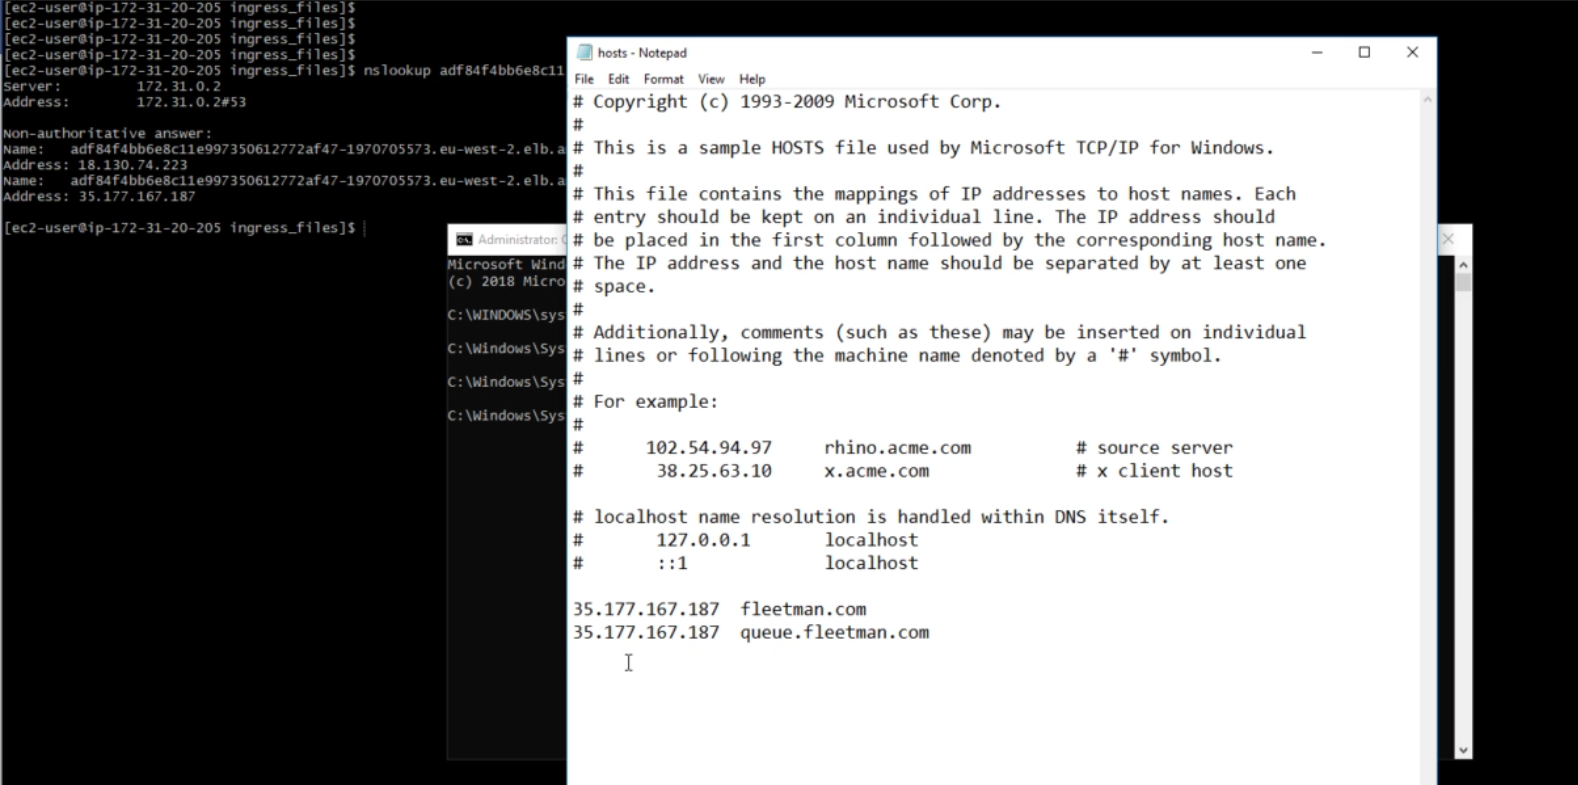 [ec2-user@ip-172-31-20-205 ingress_files]$
[ec2-user@ip-172-31-20-205 ingress_files]$
[ec2-user@ip-172-31-20-205 ingress_files]$
[ec2-user@ip-172-31-20-205 ingress_files]$
[ec2-user@ip-172-31-20-205 ingress_files]$ nslookup adf84f4bb6e8c11
Server:         172.31.0.2
Address:        172.31.0.2#53
Non-authoritative answer:
Name:   adf84f4bb6e8c11e997350612772af47-1970705573.eu-west-2.elb.a
Address: 18.130.74.223
Name:   adf84f4bb6e8c11e997350612772af47-1970705573.eu-west-2.elb.a
Address: 35.177.167.187
[ec2-user@ip-172-31-20-205 ingress_files]$
Administrator: C
Microsoft Wind
(c) 2018 Micro
C:\WINDOWS\sys
C:\Windows\Sys
C:\Windows\Sys
C:\Windows\Sys
hosts - Notepad
File Edit Format View Help
# Copyright (c) 1993-2009 Microsoft Corp.
#
# This is a sample HOSTS file used by Microsoft TCP/IP for Windows.
#
# This file contains the mappings of IP addresses to host names. Each
# entry should be kept on an individual line. The IP address should
# be placed in the first column followed by the corresponding host name.
# The IP address and the host name should be separated by at least one
# space.
#
# Additionally, comments (such as these) may be inserted on individual
# lines or following the machine name denoted by a '#' symbol.
#
# For example:
#
#      102.54.94.97     rhino.acme.com          # source server
#       38.25.63.10     x.acme.com              # x client host
# localhost name resolution is handled within DNS itself.
#       127.0.0.1       localhost
#       ::1             localhost
35.177.167.187  fleetman.com
35.177.167.187  queue.fleetman.com